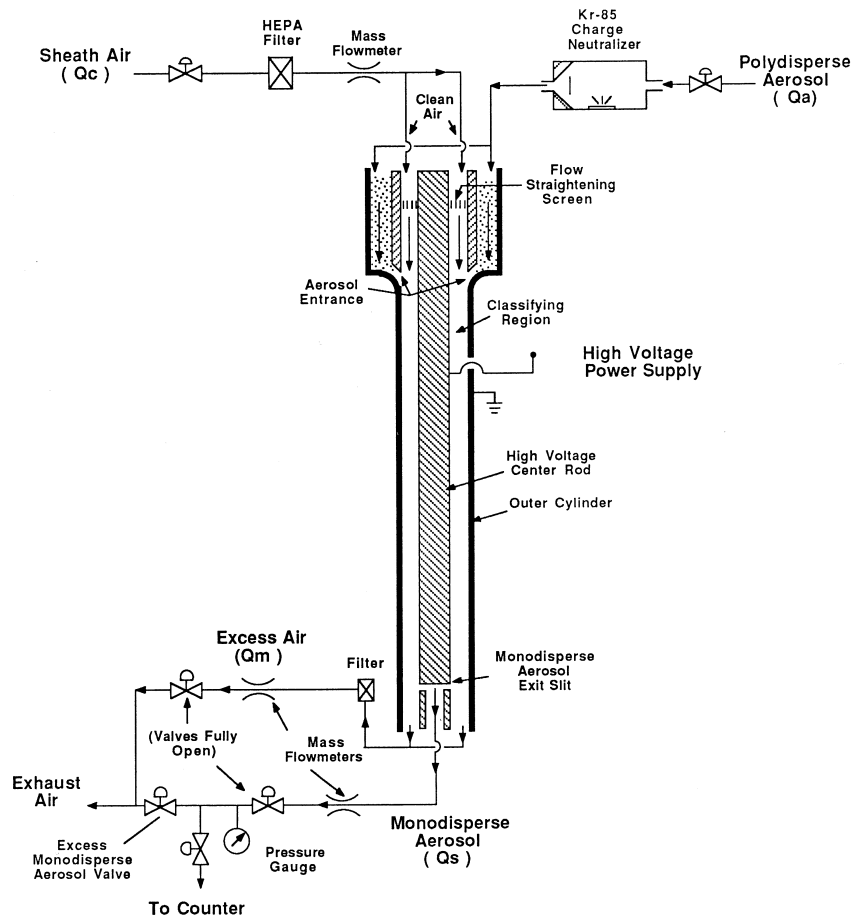 Kr-85
Charge
Neutralizer
HEPA
Filter
Mass
Flowmeter
Sheath Air
( Qc )
Polydisperse
Aerosol
( Qa)
Clean
Air
Flow
Straightening
Screen
Aerosol
Entrance
Classifying
Region
High Voltage
Power Supply
High Voltage
Center Rod
Outer Cylinder
Excess Air
(Qm )
Filter
Monodisperse
Aerosol
Exit Slit
(Valves Fully
Open)
Mass
Flowmeters
Exhaust
Air
Monodisperse
Aerosol
( Qs )
Excess
Monodisperse
Aerosol Valve
Pressure
Gauge
To Counter